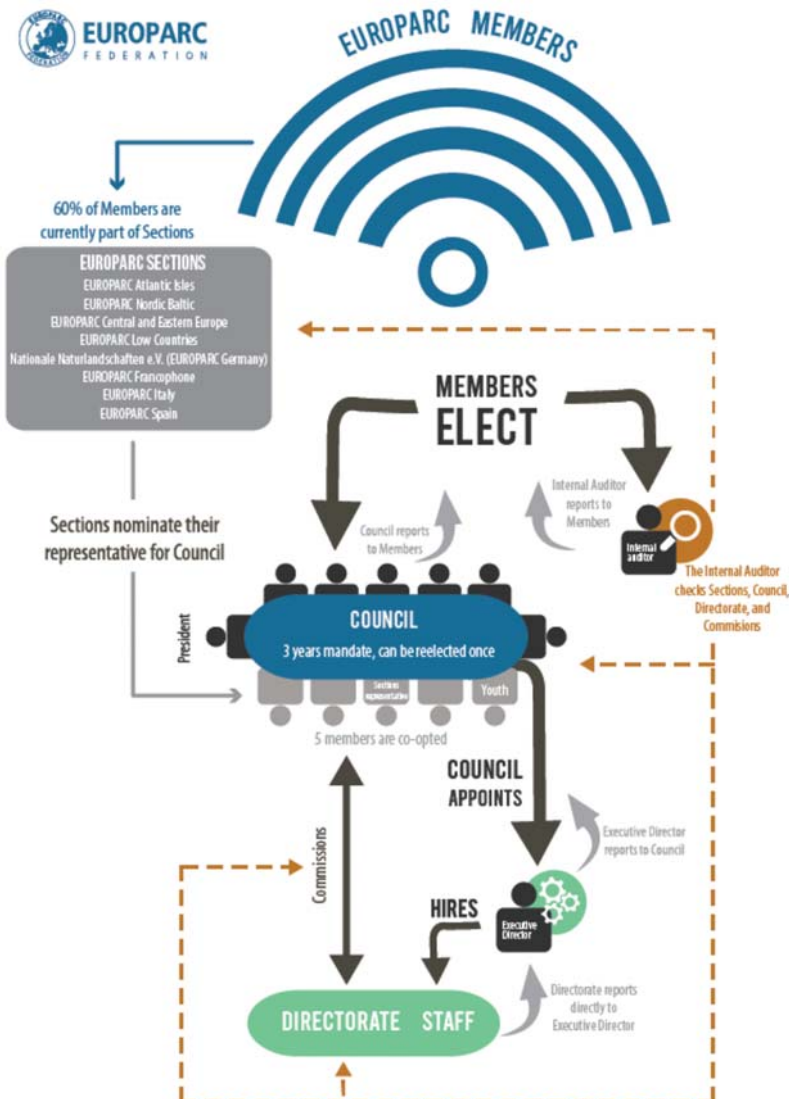 EUROPARC
FEDERATION
EUROPARC
FEDERATION
EUROPARC MEMBERS
60% of Members are
currently part of Sections
EUROPARC SECTIONS
EUROPARC Atlantic Isles
EUROPARC Nordic Baltic
EUROPARC Central and Eastern Europe
EUROPARC Low Countries
Nationale Naturlandschaften e.V. (EUROPARC Germany)
EUROPARC Francophone
EUROPARC Italy
EUROPARC Spain
MEMBERS
ELECT
Sections nominate their
representative for Council
Council reports
to Members
Internal Auditor
reports to
Members
Internal
auditor
The Internal Auditor
checks Sections, Council,
Directorate, and
Commisions
President
COUNCIL
3 years mandate, can be reelected once
Sections
representative
Youth
5 members are co-opted
COUNCIL
APPOINTS
Executive Director
reports to Council
Commissions
HIRES
Executive
Director
Directorate reports
directly to
Executive Director
DIRECTORATE STAFF